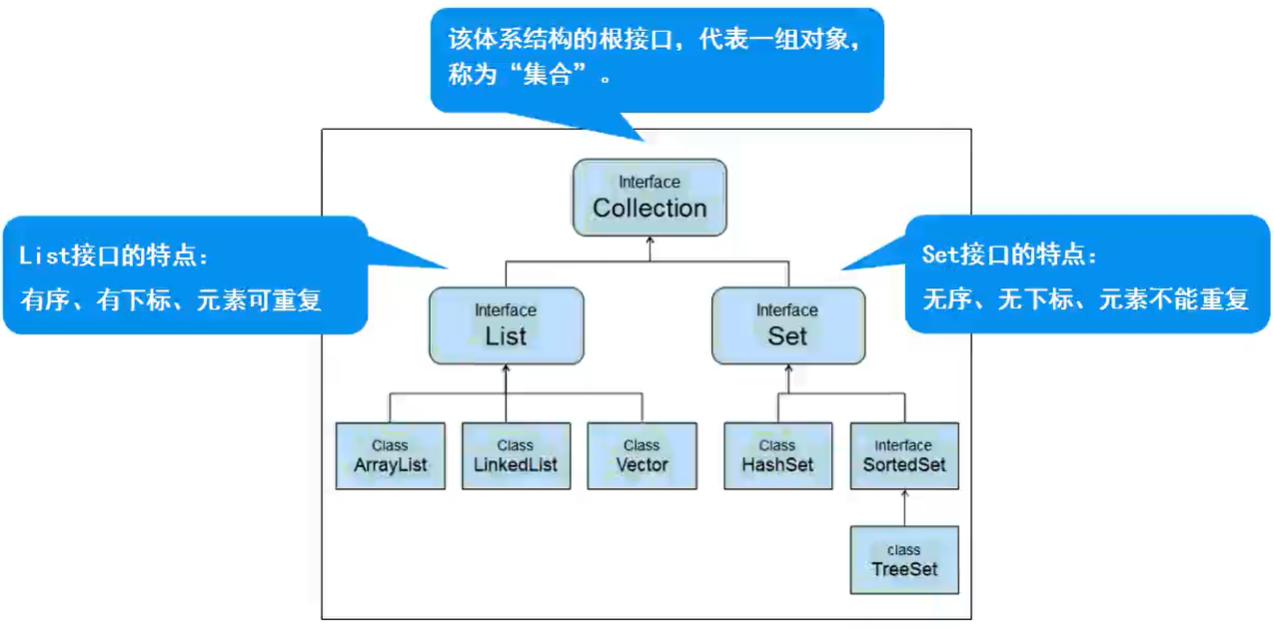 该体系结构的根接口，代表一组对象，
称为“集合”。
Interface
Collection
List接口的特点：
有序、有下标、元素可重复
Set接口的特点：
无序、无下标、元素不能重复
Interface
List
Interface
Set
Class
ArrayList
Class
LinkedList
Class
Vector
Class
HashSet
Interface
SortedSet
class
TreeSet